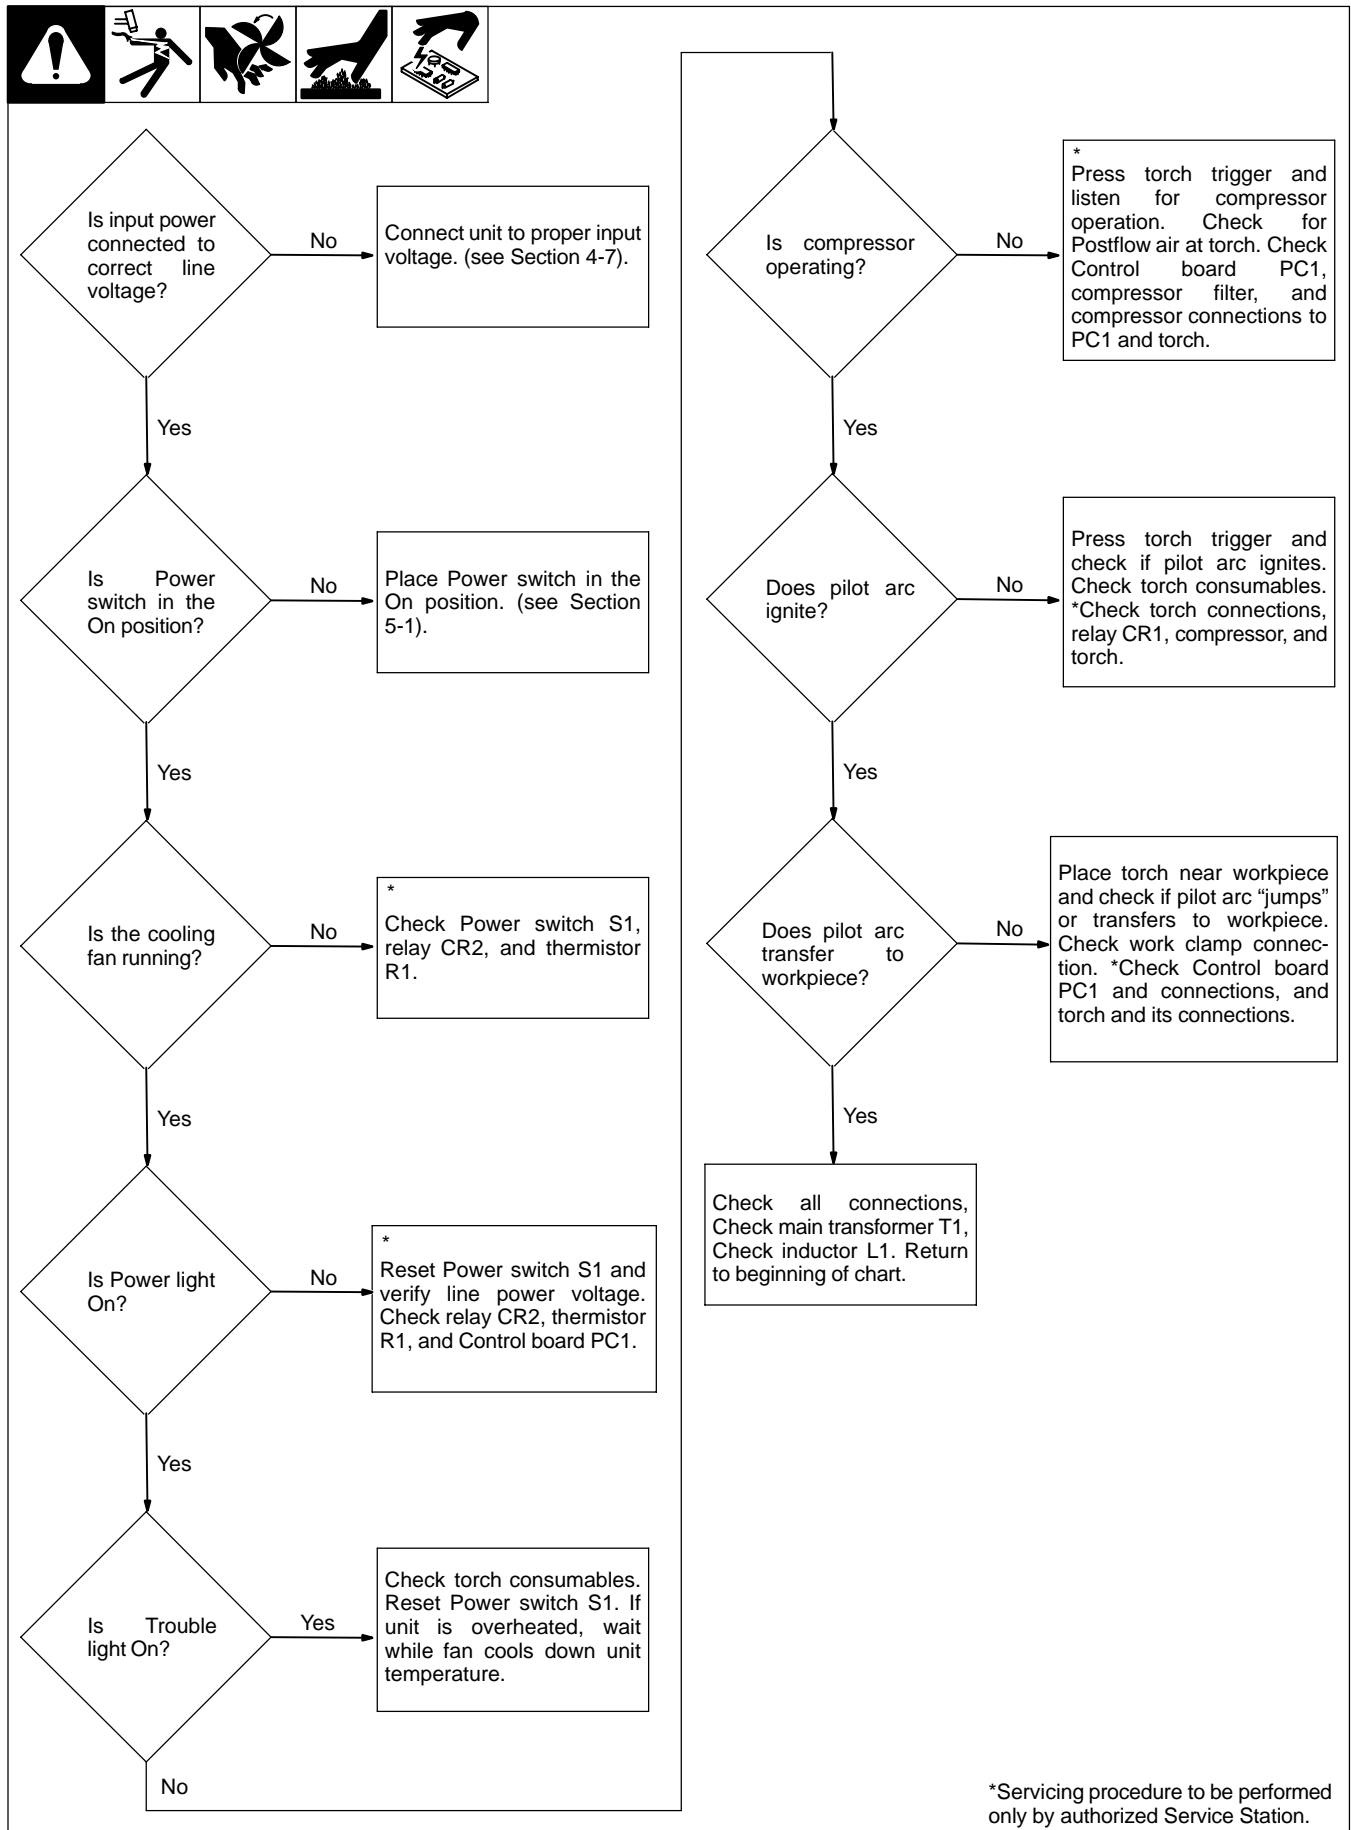 Is input power
connected to
correct line
voltage?
No
Connect unit to proper input
voltage. (see Section 4-7).
Yes
Is Power
switch in the
On position?
No
Place Power switch in the
On position. (see Section
5-1).
Yes
Is the cooling
fan running?
No
*
Check Power switch S1,
relay CR2, and thermistor
R1.
Yes
Is Power light
On?
No
*
Reset Power switch S1 and
verify line power voltage.
Check relay CR2, thermistor
R1, and Control board PC1.
Yes
Is Trouble
light On?
Yes
Check torch consumables.
Reset Power switch S1. If
unit is overheated, wait
while fan cools down unit
temperature.
No
Is compressor
operating?
No
*
Press torch trigger and
listen for compressor
operation. Check for
Postflow air at torch. Check
Control board PC1,
compressor filter, and
compressor connections to
PC1 and torch.
Yes
Does pilot arc
ignite?
No
Press torch trigger and
check if pilot arc ignites.
Check torch consumables.
*Check torch connections,
relay CR1, compressor, and
torch.
Yes
Does pilot arc
transfer to
workpiece?
No
Place torch near workpiece
and check if pilot arc “jumps”
or transfers to workpiece.
Check work clamp connec-
tion. *Check Control board
PC1 and connections, and
torch and its connections.
Yes
Check all connections,
Check main transformer T1,
Check inductor L1. Return
to beginning of chart.
*Servicing procedure to be performed
only by authorized Service Station.